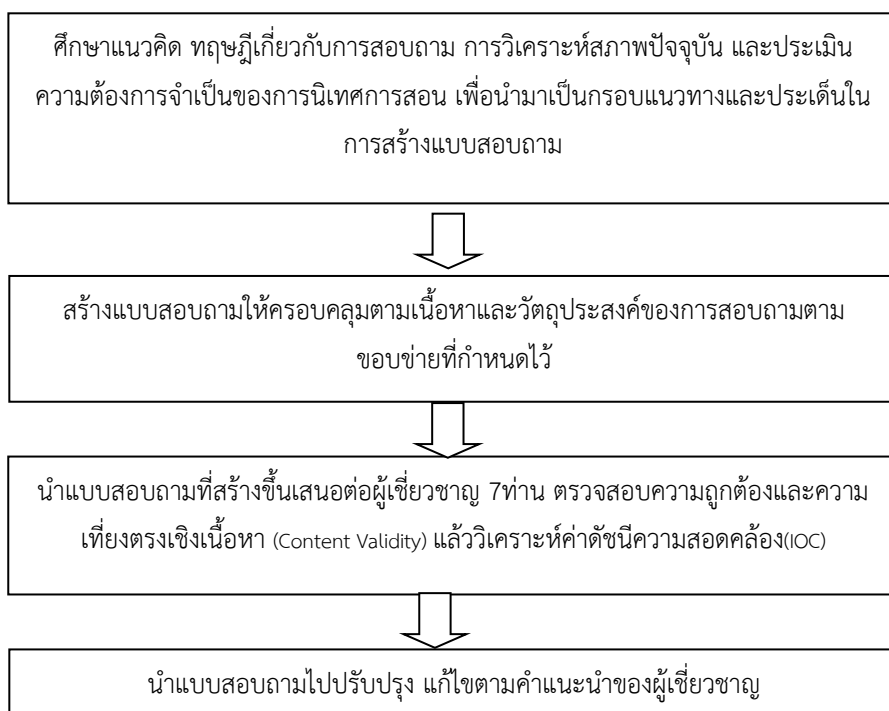 ศึกษาแนวคิด ทฤษฎีเกี่ยวกับการสอบถาม การวิเคราะห์สภาพปัจจุบัน และประเมิน
ความต้องการจำเป็นของการนิเทศการสอน เพื่อนำมาเป็นกรอบแนวทางและประเด็นใน
การสร้างแบบสอบถาม
สร้างแบบสอบถามให้ครอบคลุมตามเนื้อหาและวัตถุประสงค์ของการสอบถามตาม
ขอบข่ายที่กำหนดไว้
นำแบบสอบถามที่สร้างขึ้นเสนอต่อผู้เชี่ยวชาญ 7ท่าน ตรวจสอบความถูกต้องและความ
เที่ยงตรงเชิงเนื้อหา (Content Validity) แล้ววิเคราะห์ค่าดัชนีความสอดคล้อง(IOC)
นำแบบสอบถามไปปรับปรุง แก้ไขตามคำแนะนำของผู้เชี่ยวชาญ